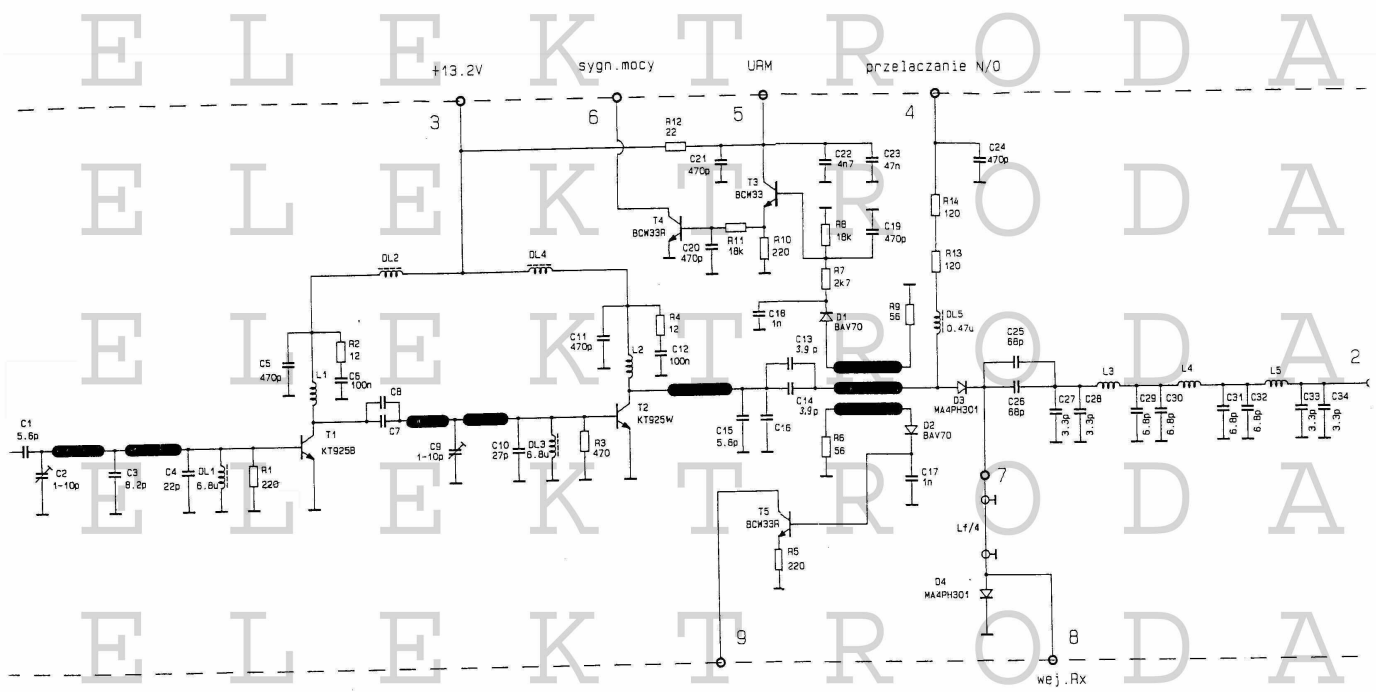 E L E K T R O D A
+13.2V
sygn.mocy
URM
przelaczanie N/O
3
6
5
4
R12
22
C21
470p
C22
4n7
C23
47n
C24
470p
E L E K T R O D A
T3
BCW33
T4
BCW33R
C20
470p
R11
18k
R10
220
R8
18k
C19
470p
R14
120
R13
120
DL2
DL4
R7
2k7
C18
1n
D1
BAV70
R9
56
DL5
0.47u
C5
470p
R2
12
C6
100n
L1
C11
470p
R4
12
C12
100n
L2
C13
3.9 p
C25
68p
E L E K T R O D A
2
C8
C7
C14
3,9 p
D3
MA4PH301
C26
68p
L3
L4
L5
C27
3.3p
C28
3.3p
C29
6.8p
C30
6.8p
C31
6.8p
C32
6.8p
C33
3.3p
C34
3.3p
C1
5.6p
C2
1-10p
C3
8.2p
C4
22p
DL1
6.8u
R1
220
T1
KT925B
C9
1-10p
C10
27p
DL3
6.8u
R3
470
T2
KT925W
C15
5.6p
C16
R6
56
D2
BAV70
C17
1n
7
Lf/4
T5
BCW33R
R5
220
D4
MA4PH301
E L E K T R O D A
9
8
wej.Rx